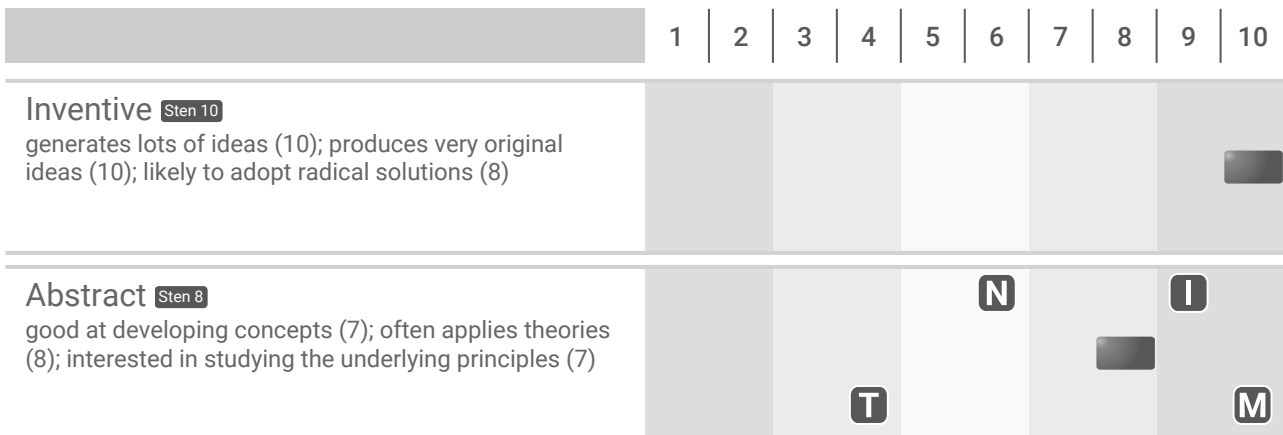 1 2 3 4 5 6 7 8 9 10
Inventive Sten 10
generates lots of ideas (10); produces very original
ideas (10); likely to adopt radical solutions (8)
Abstract Sten 8
good at developing concepts (7); often applies theories
(8); interested in studying the underlying principles (7)
N I
T M